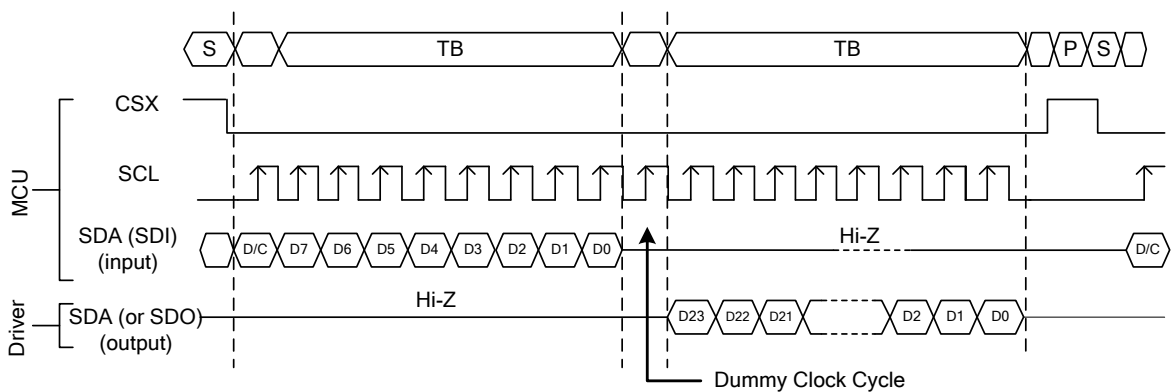 S TB TB P S
CSX
SCL
MCU
SDA (SDI)
(input)
D/C D7 D6 D5 D4 D3 D2 D1 D0 Hi-Z D/C
Hi-Z
Driver
SDA (or SDO)
(output)
D23 D22 D21 D2 D1 D0
Dummy Clock Cycle